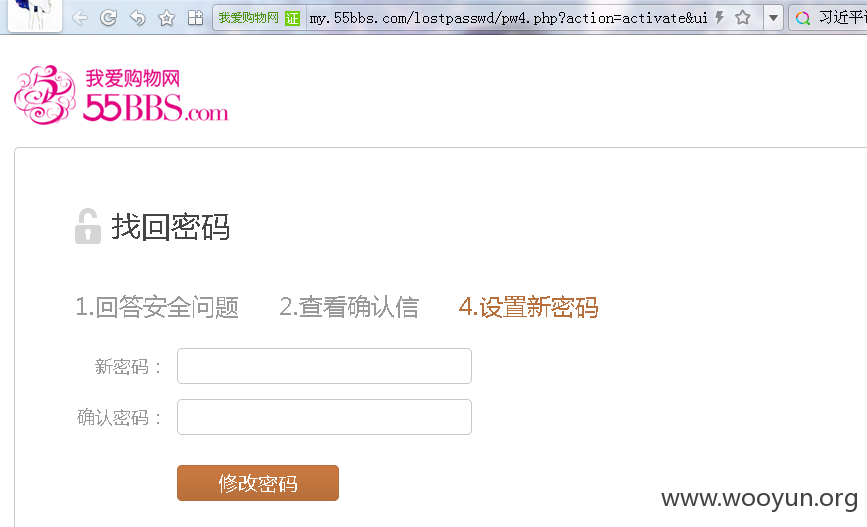 我爱购物网 证 my.55bbs.com/lostpasswd/pw4.php?action=activate&ui 习近平
我爱购物网
55BBS.com
找回密码
1.回答安全问题 2.查看确认信 4.设置新密码
新密码：
确认密码：
修改密码
www.wooyun.org